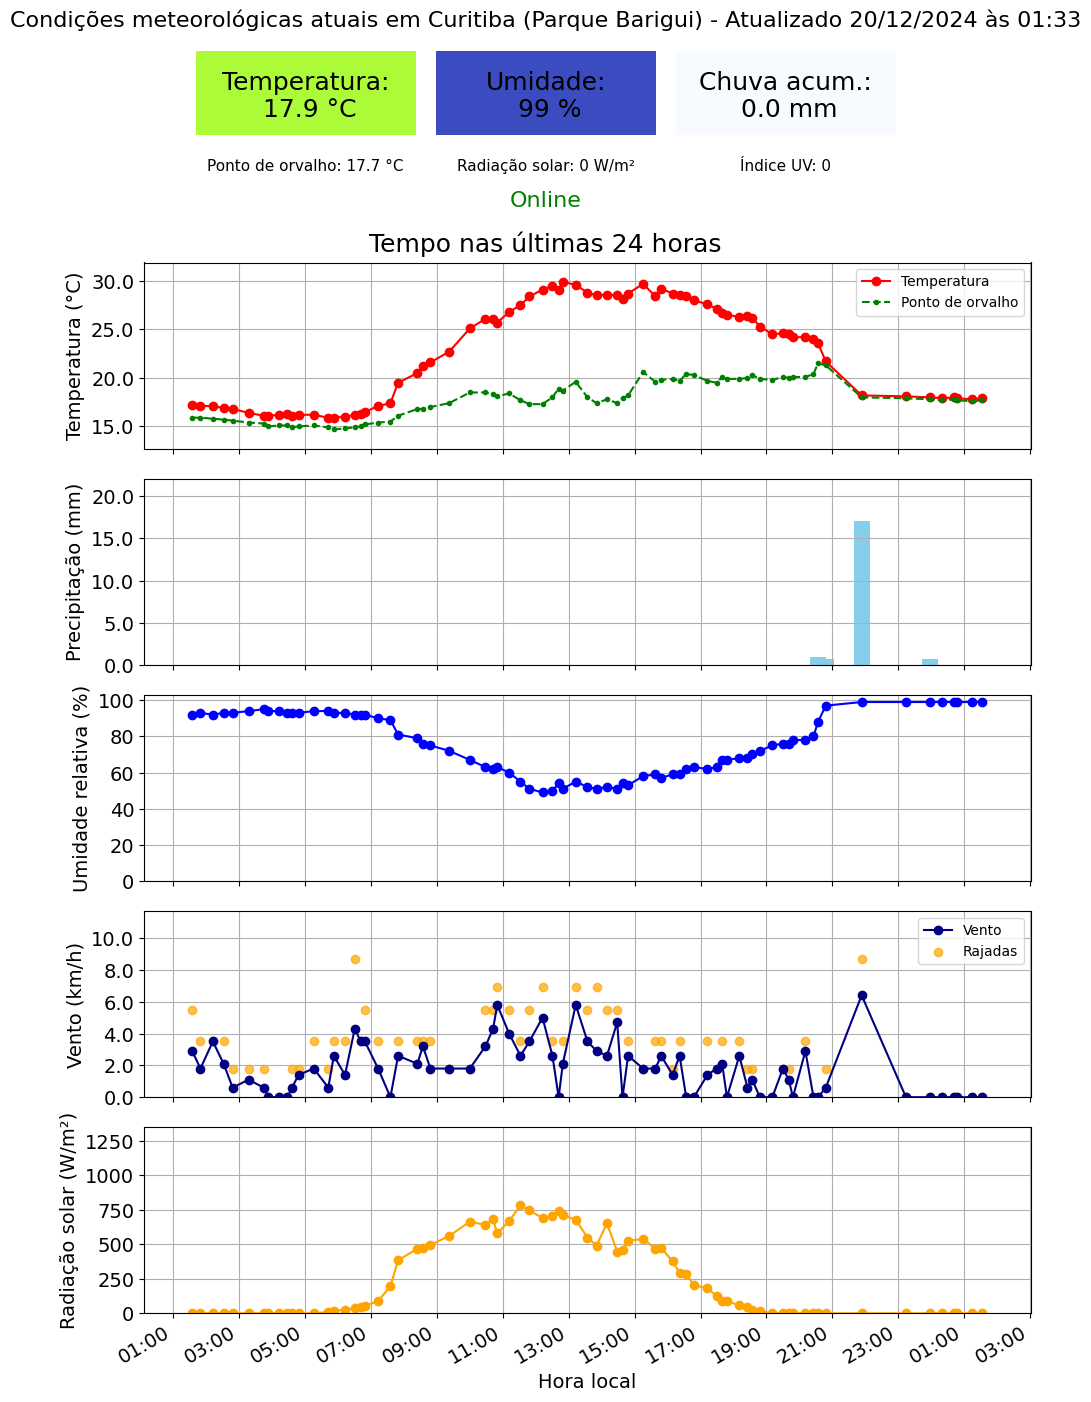 Condições meteorológicas atuais em Curitiba (Parque Barigui) - Atualizado 20/12/2024 às 01:33
Temperatura:
17.9 °C
Umidade:
99 %
Chuva acum.:
0.0 mm
Ponto de orvalho: 17.7 °C
Radiação solar: 0 W/m²
Índice UV: 0
Online
Tempo nas últimas 24 horas
Temperatura (°C)
30.0
25.0
20.0
15.0
Temperatura
Ponto de orvalho
Precipitação (mm)
20.0
15.0
10.0
5.0
0.0
Umidade relativa (%)
100
80
60
40
20
0
Vento (km/h)
10.0
8.0
6.0
4.0
2.0
0.0
Vento
Rajadas
Radiação solar (W/m²)
1250
1000
750
500
250
0
01:00
03:00
05:00
07:00
09:00
11:00
13:00
15:00
17:00
19:00
21:00
23:00
01:00
03:00
Hora local